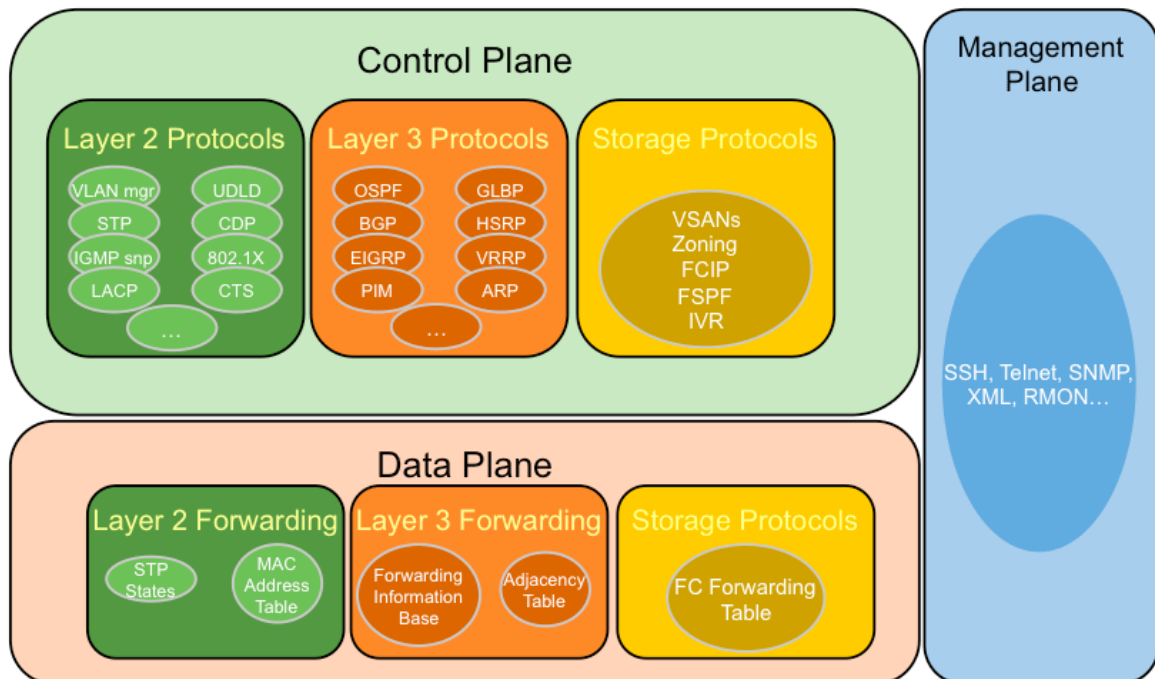 Control Plane
Layer 2 Protocols
VLAN mgr
UDLD
STP
CDP
IGMP snp
802.1X
LACP
CTS
...
Layer 3 Protocols
OSPF
GLBP
BGP
HSRP
EIGRP
VRRP
PIM
ARP
...
Storage Protocols
VSANs
Zoning
FCIP
FSPF
IVR
Management
Plane
SSH, Telnet, SNMP,
XML, RMON...
Data Plane
Layer 2 Forwarding
STP
States
MAC
Address
Table
Layer 3 Forwarding
Forwarding
Information
Base
Adjacency
Table
Storage Protocols
FC Forwarding
Table